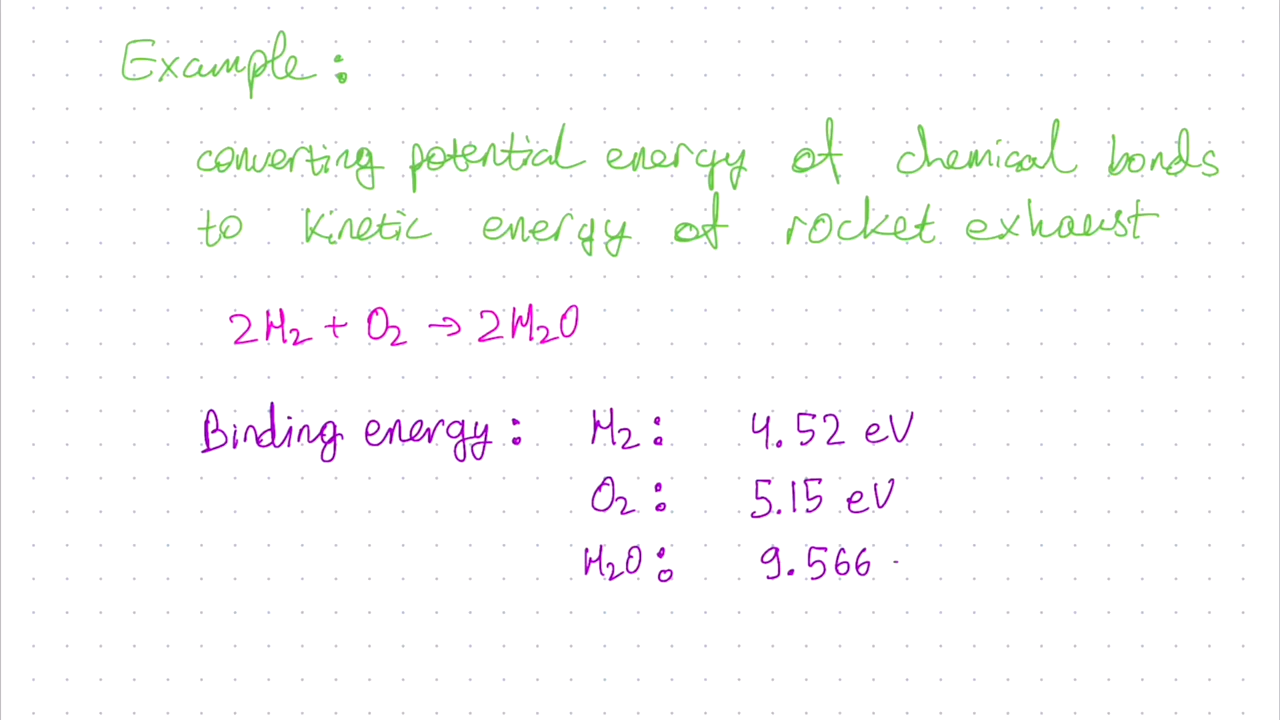 Example:
converting potential energy of chemical bonds
to kinetic energy of rocket exhaust
2H₂ + O₂ → 2H₂O
Binding energy: H₂: 4.52 eV
O₂: 5.15 eV
H₂O: 9.566